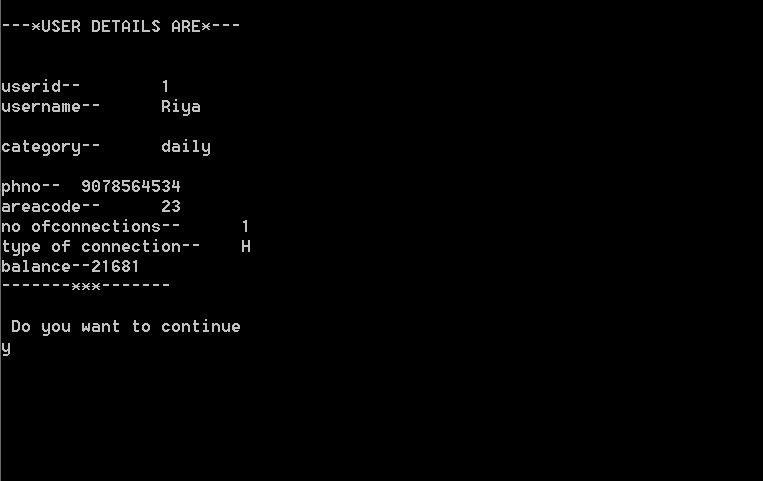 ---*USER DETAILS ARE*---
userid-- 1
username-- Riya
category-- daily
phno-- 9078564534
areacode-- 23
no ofconnections-- 1
type of connection-- H
balance--21681
-------***-------
Do you want to continue
y